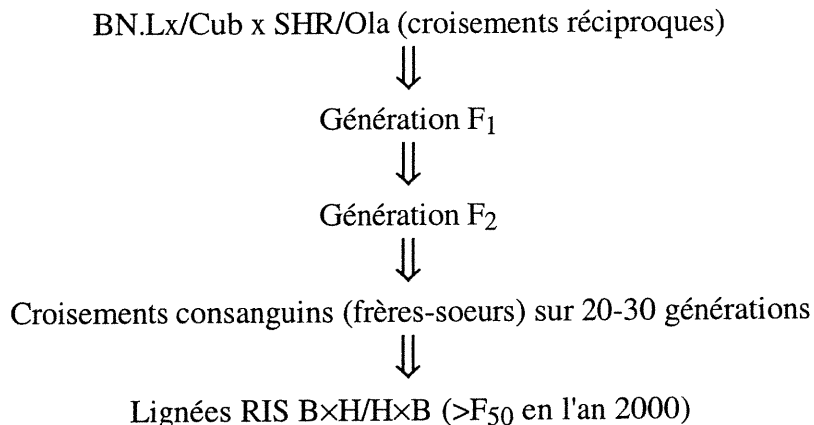 BN.Lx/Cub x SHR/Ola (croisements réciproques)
⇓
Génération F1
⇓
Génération F2
⇓
Croisements consanguins (frères-soeurs) sur 20-30 générations
⇓
Lignées RIS B×H/H×B (>F50 en l'an 2000)